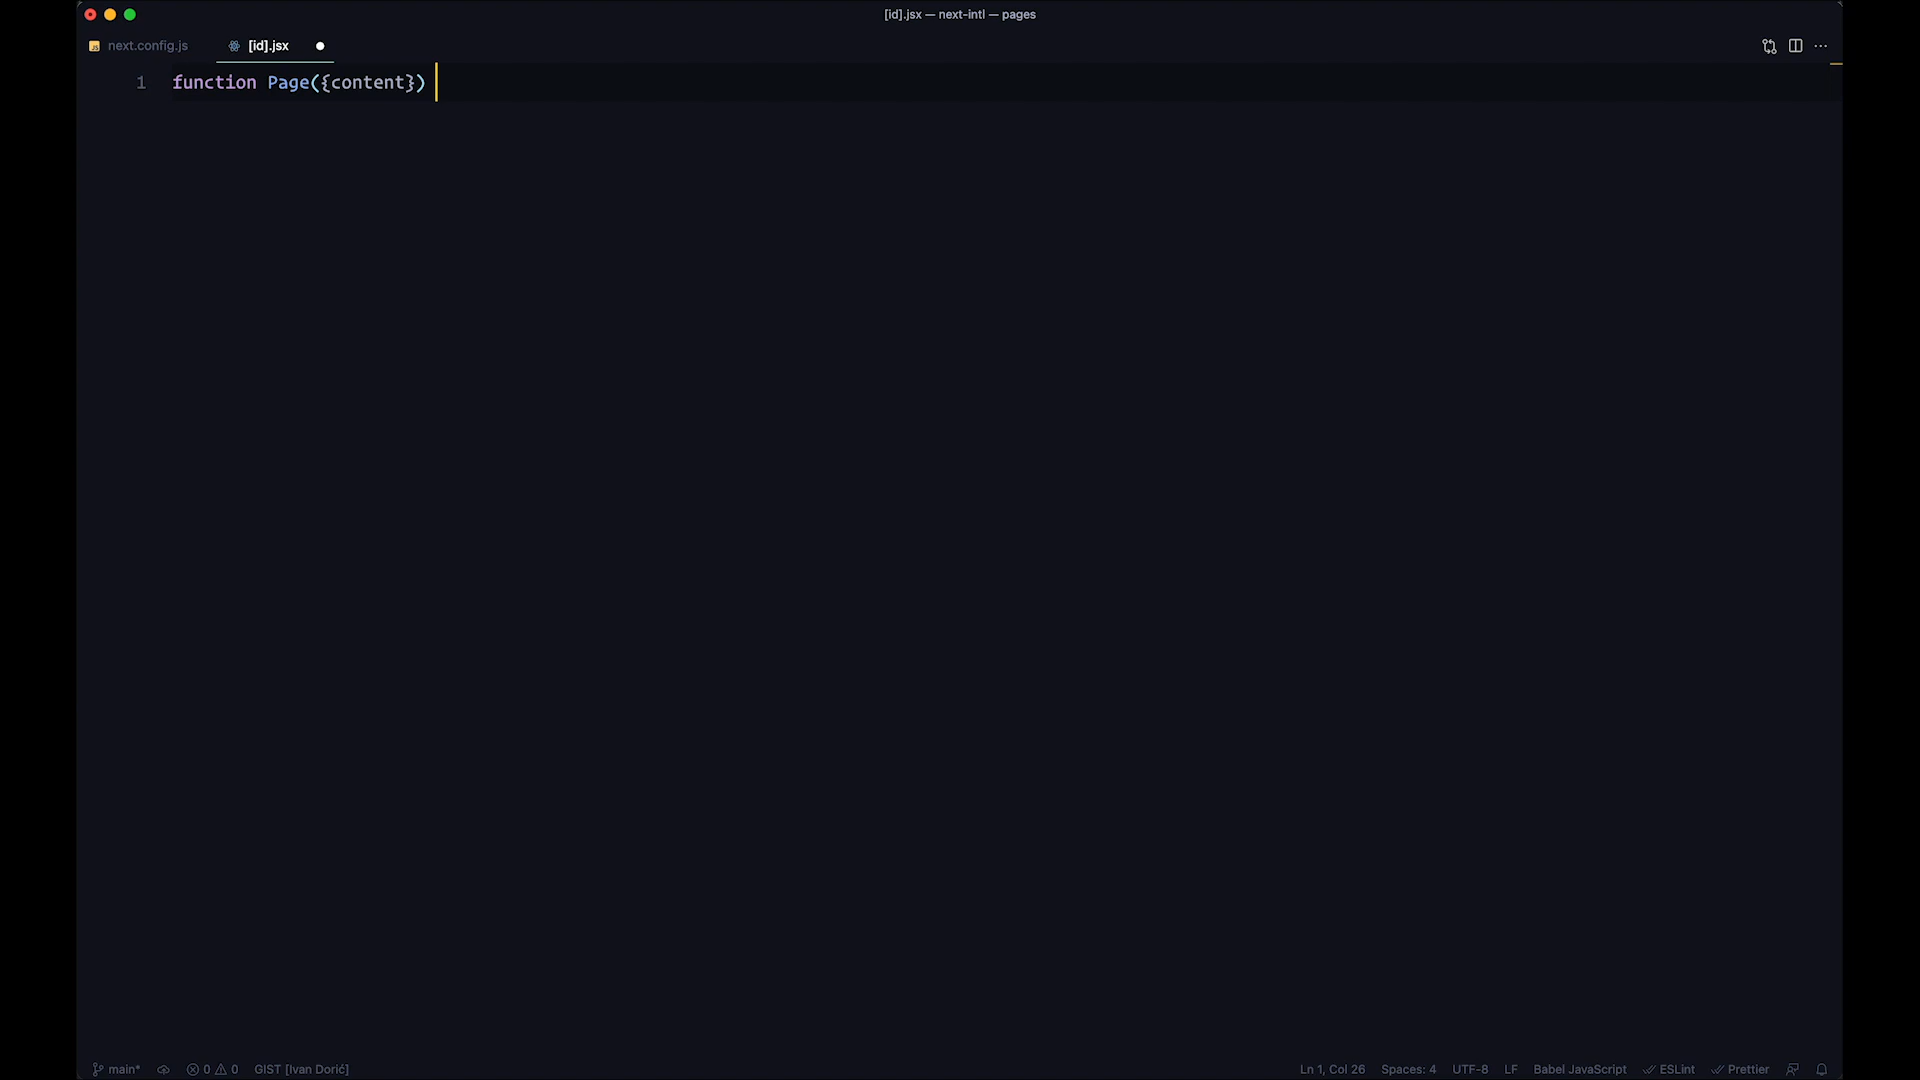 [id].jsx — next-intl — pages
next.config.js [id].jsx
1 function Page({content})
main* 0 0 GIST [Ivan Dorić] Ln 1, Col 26 Spaces: 4 UTF-8 LF Babel JavaScript ESLint Prettier